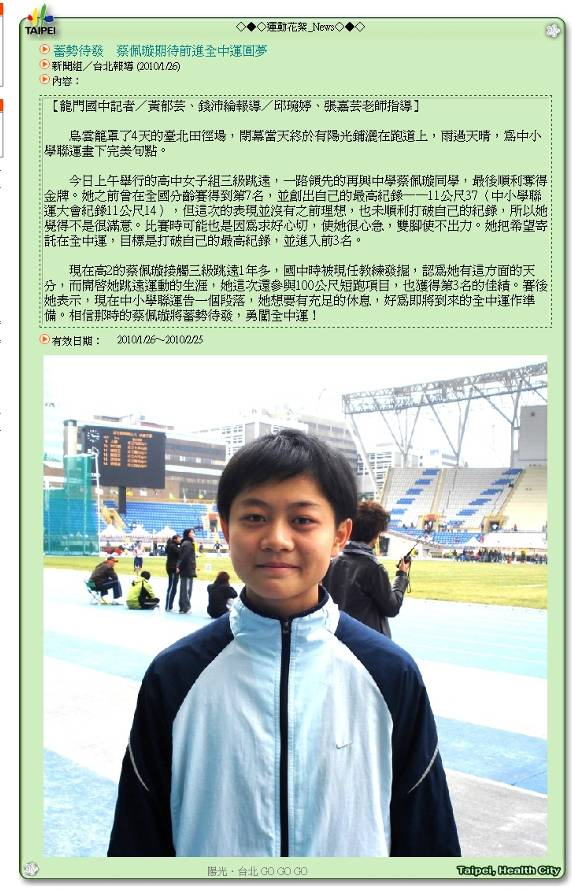 TAIPEI
◇◆◇運動花絮_News◇◆◇
蓄勢待發　蔡佩璇期待前進全中運圓夢
新聞組／台北報導 (2010/1/26)
內容：
【龍門國中記者／黃郁芸、錢沛綸報導／邱琬婷、張嘉芸老師指導】
烏雲籠罩了4天的臺北田徑場，閉幕當天終於有陽光鋪灑在跑道上，雨過天晴，為中小
學聯運畫下完美句點。
今日上午舉行的高中女子組三級跳遠，一路領先的再興中學蔡佩璇同學，最後順利奪得
金牌。她之前曾在全國分齡賽得到第7名，並創出自己的最高紀錄──11公尺37（中小學聯
運大會紀錄11公尺14），但這次的表現並沒有之前理想，也未順利打破自己的紀錄，所以她
覺得不是很滿意。比賽時可能也是因為求好心切，使她很心急，雙腳使不出力。她把希望寄
託在全中運，目標是打破自己的最高紀錄，並進入前3名。
現在高2的蔡佩璇接觸三級跳遠1年多，國中時被現任教練發掘，認為她有這方面的天
分，而開啓她跳遠運動的生涯，她這次還參與100公尺短跑項目，也獲得第3名的佳績。賽後
她表示，現在中小學聯運告一個段落，她想要有充足的休息，好為即將到來的全中運作準
備。相信那時的蔡佩璇將蓄勢待發，勇闖全中運！
有效日期：　2010/1/26～2010/2/25
陽光‧台北 GO GO GO
Taipei, Health City